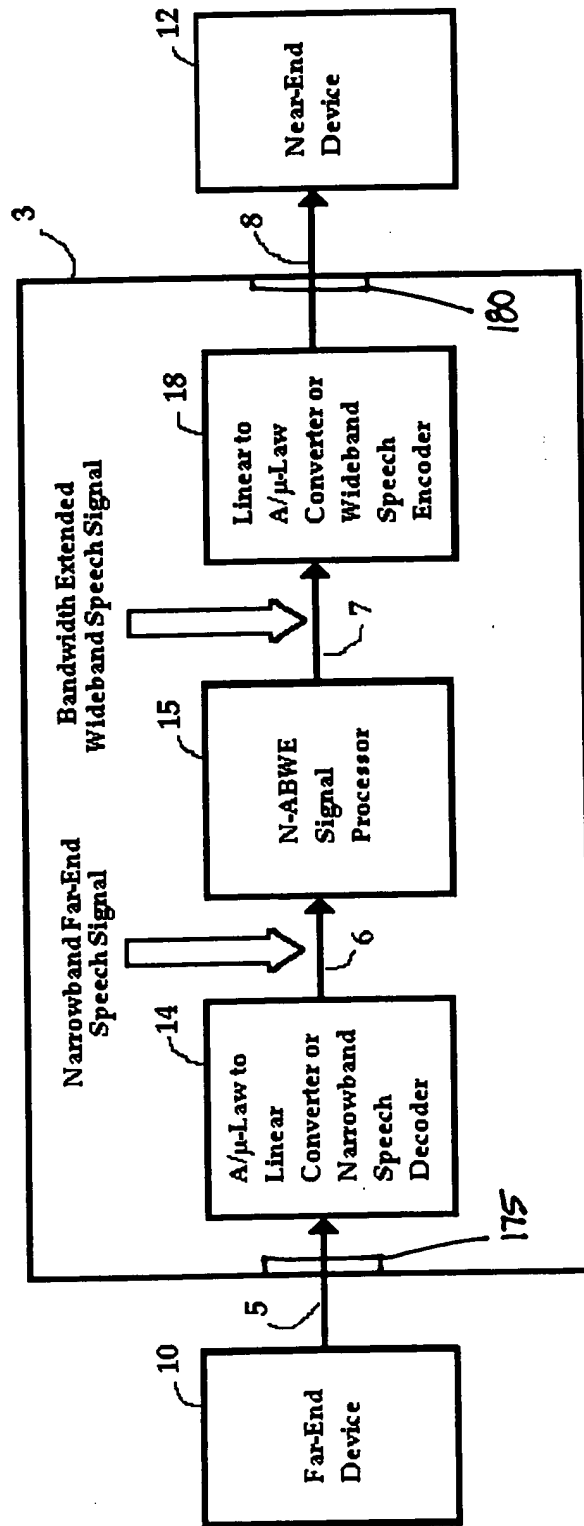 Far-End
Device
10
5
175
A/μ-Law to
Linear
Converter or
Narrowband
Speech
Decoder
14
Narrowband Far-End
Speech Signal
6
N-ABWE
Signal
Processor
15
Bandwidth Extended
Wideband Speech Signal
7
Linear to
A/μ-Law
Converter or
Wideband
Speech
Encoder
18
3
8
180
Near-End
Device
12